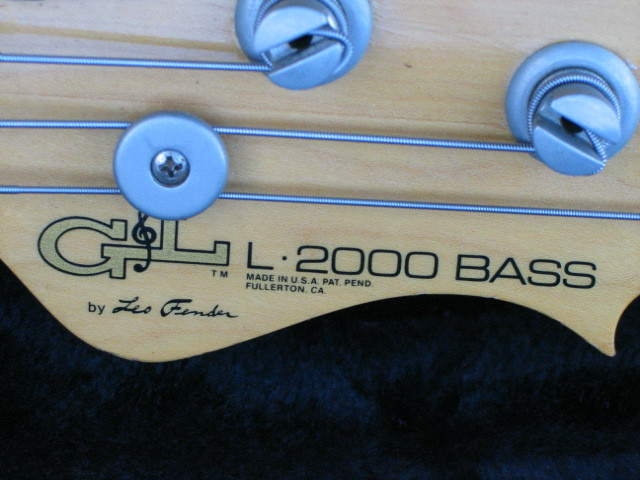 G&L TM
L·2000 BASS
MADE IN U.S.A. PAT. PEND.
FULLERTON, CA.
by Leo Fender